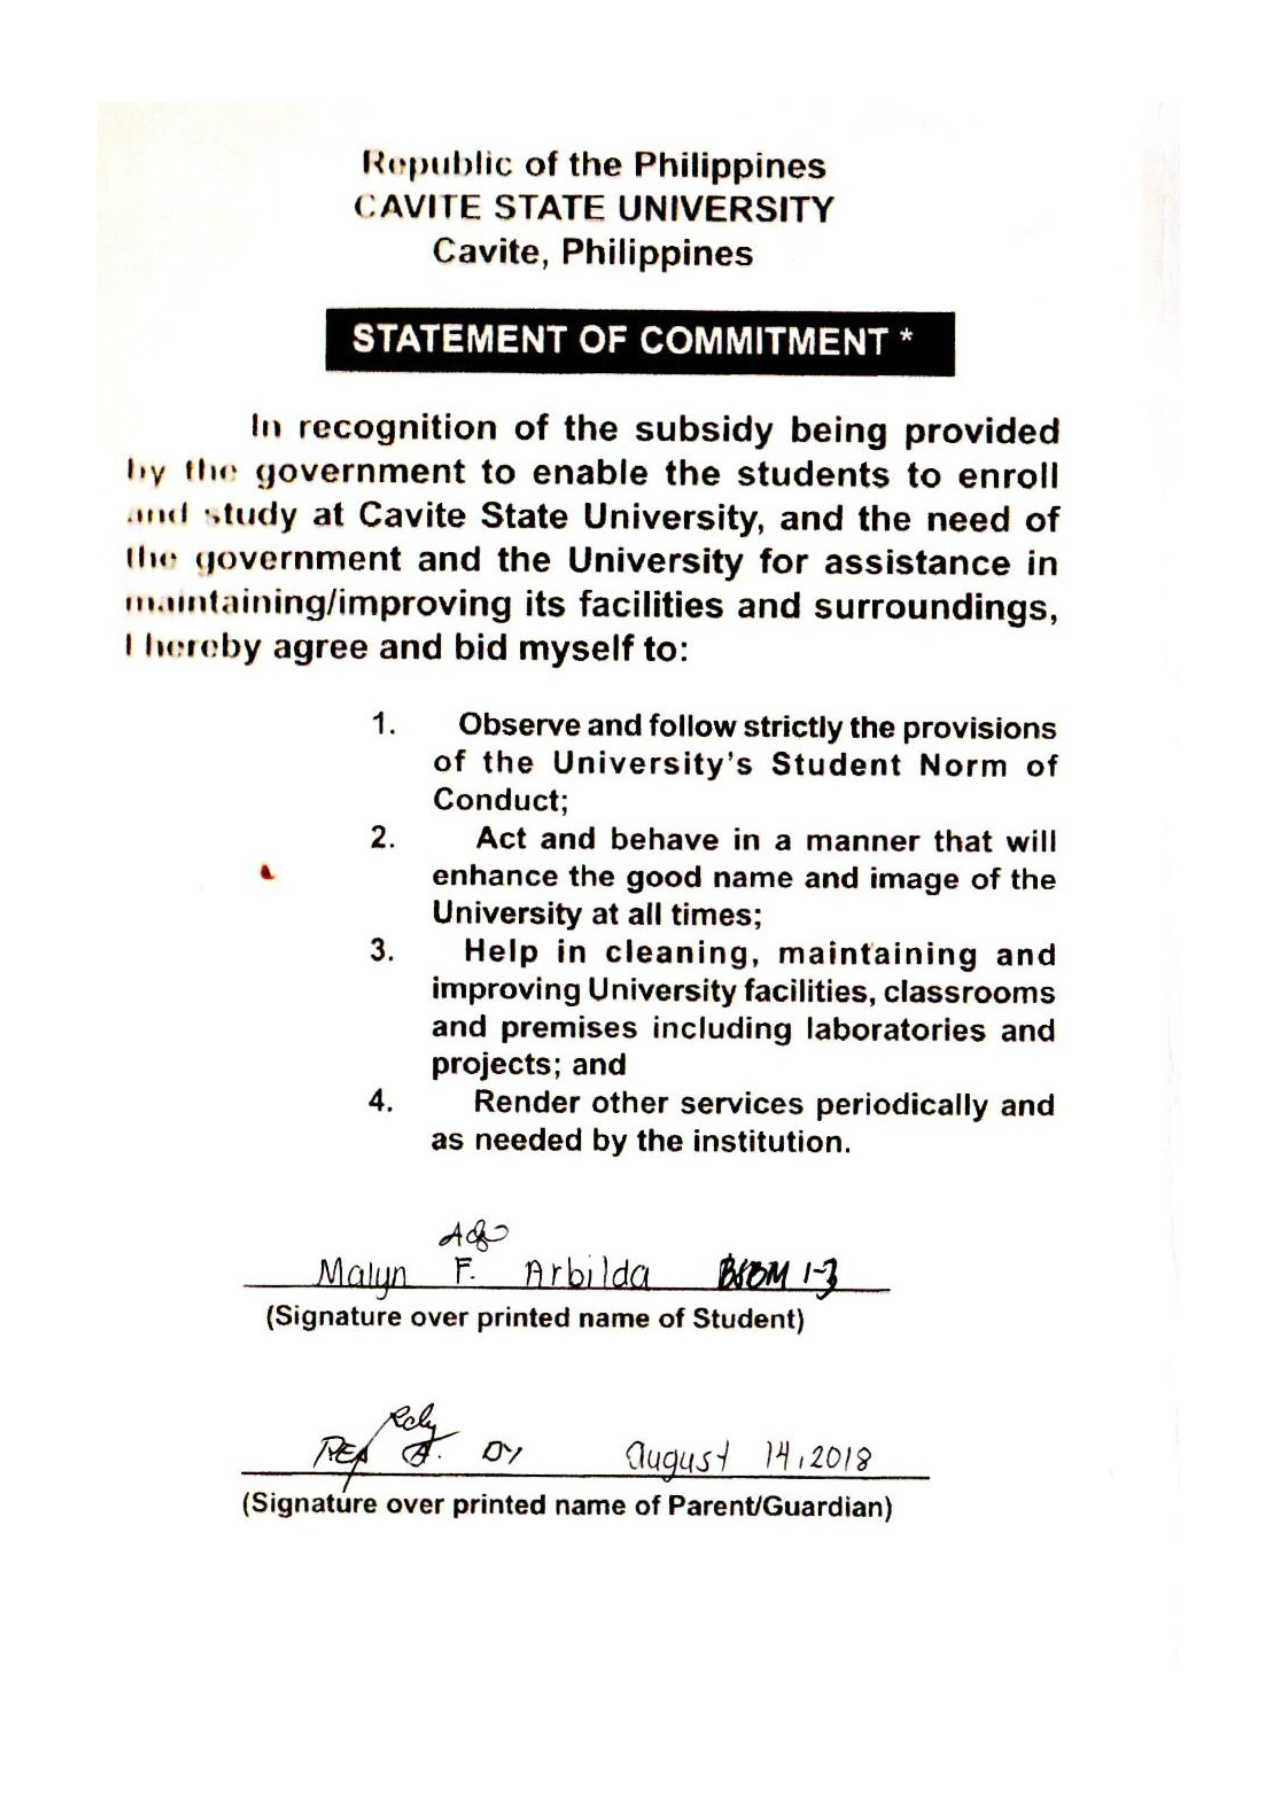 Republic of the Philippines
CAVITE STATE UNIVERSITY
Cavite, Philippines
STATEMENT OF COMMITMENT *
In recognition of the subsidy being provided
by the government to enable the students to enroll
and study at Cavite State University, and the need of
the government and the University for assistance in
maintaining/improving its facilities and surroundings,
I hereby agree and bid myself to:
1. Observe and follow strictly the provisions
of the University's Student Norm of
Conduct;
2. Act and behave in a manner that will
enhance the good name and image of the
University at all times;
3. Help in cleaning, maintaining and
improving University facilities, classrooms
and premises including laboratories and
projects; and
4. Render other services periodically and
as needed by the institution.
Malyn F. Arbilda BSBM 1-3
(Signature over printed name of Student)
A. Dy August 14, 2018
(Signature over printed name of Parent/Guardian)